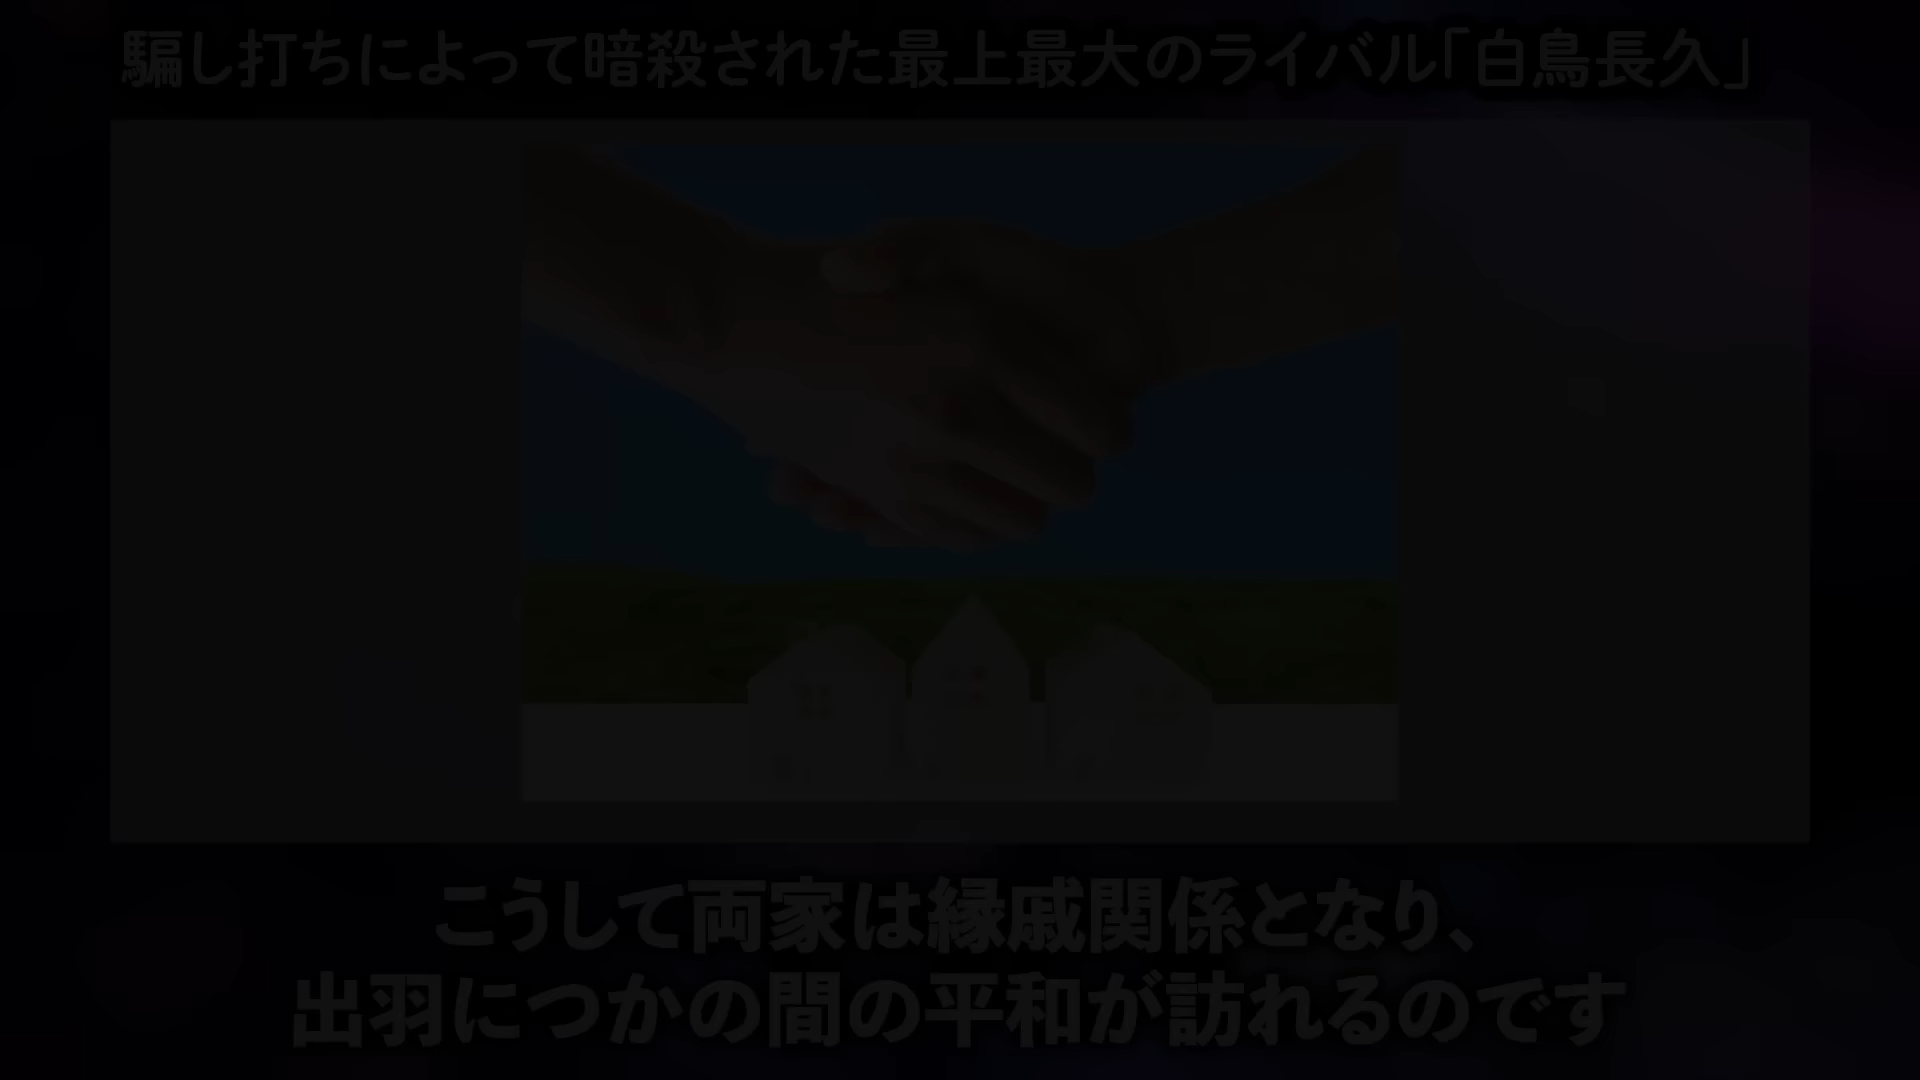 騙し打ちによって暗殺された最上最大のライバル「白鳥長久」
こうして両家は縁戚関係となり、
出羽につかの間の平和が訪れるのです